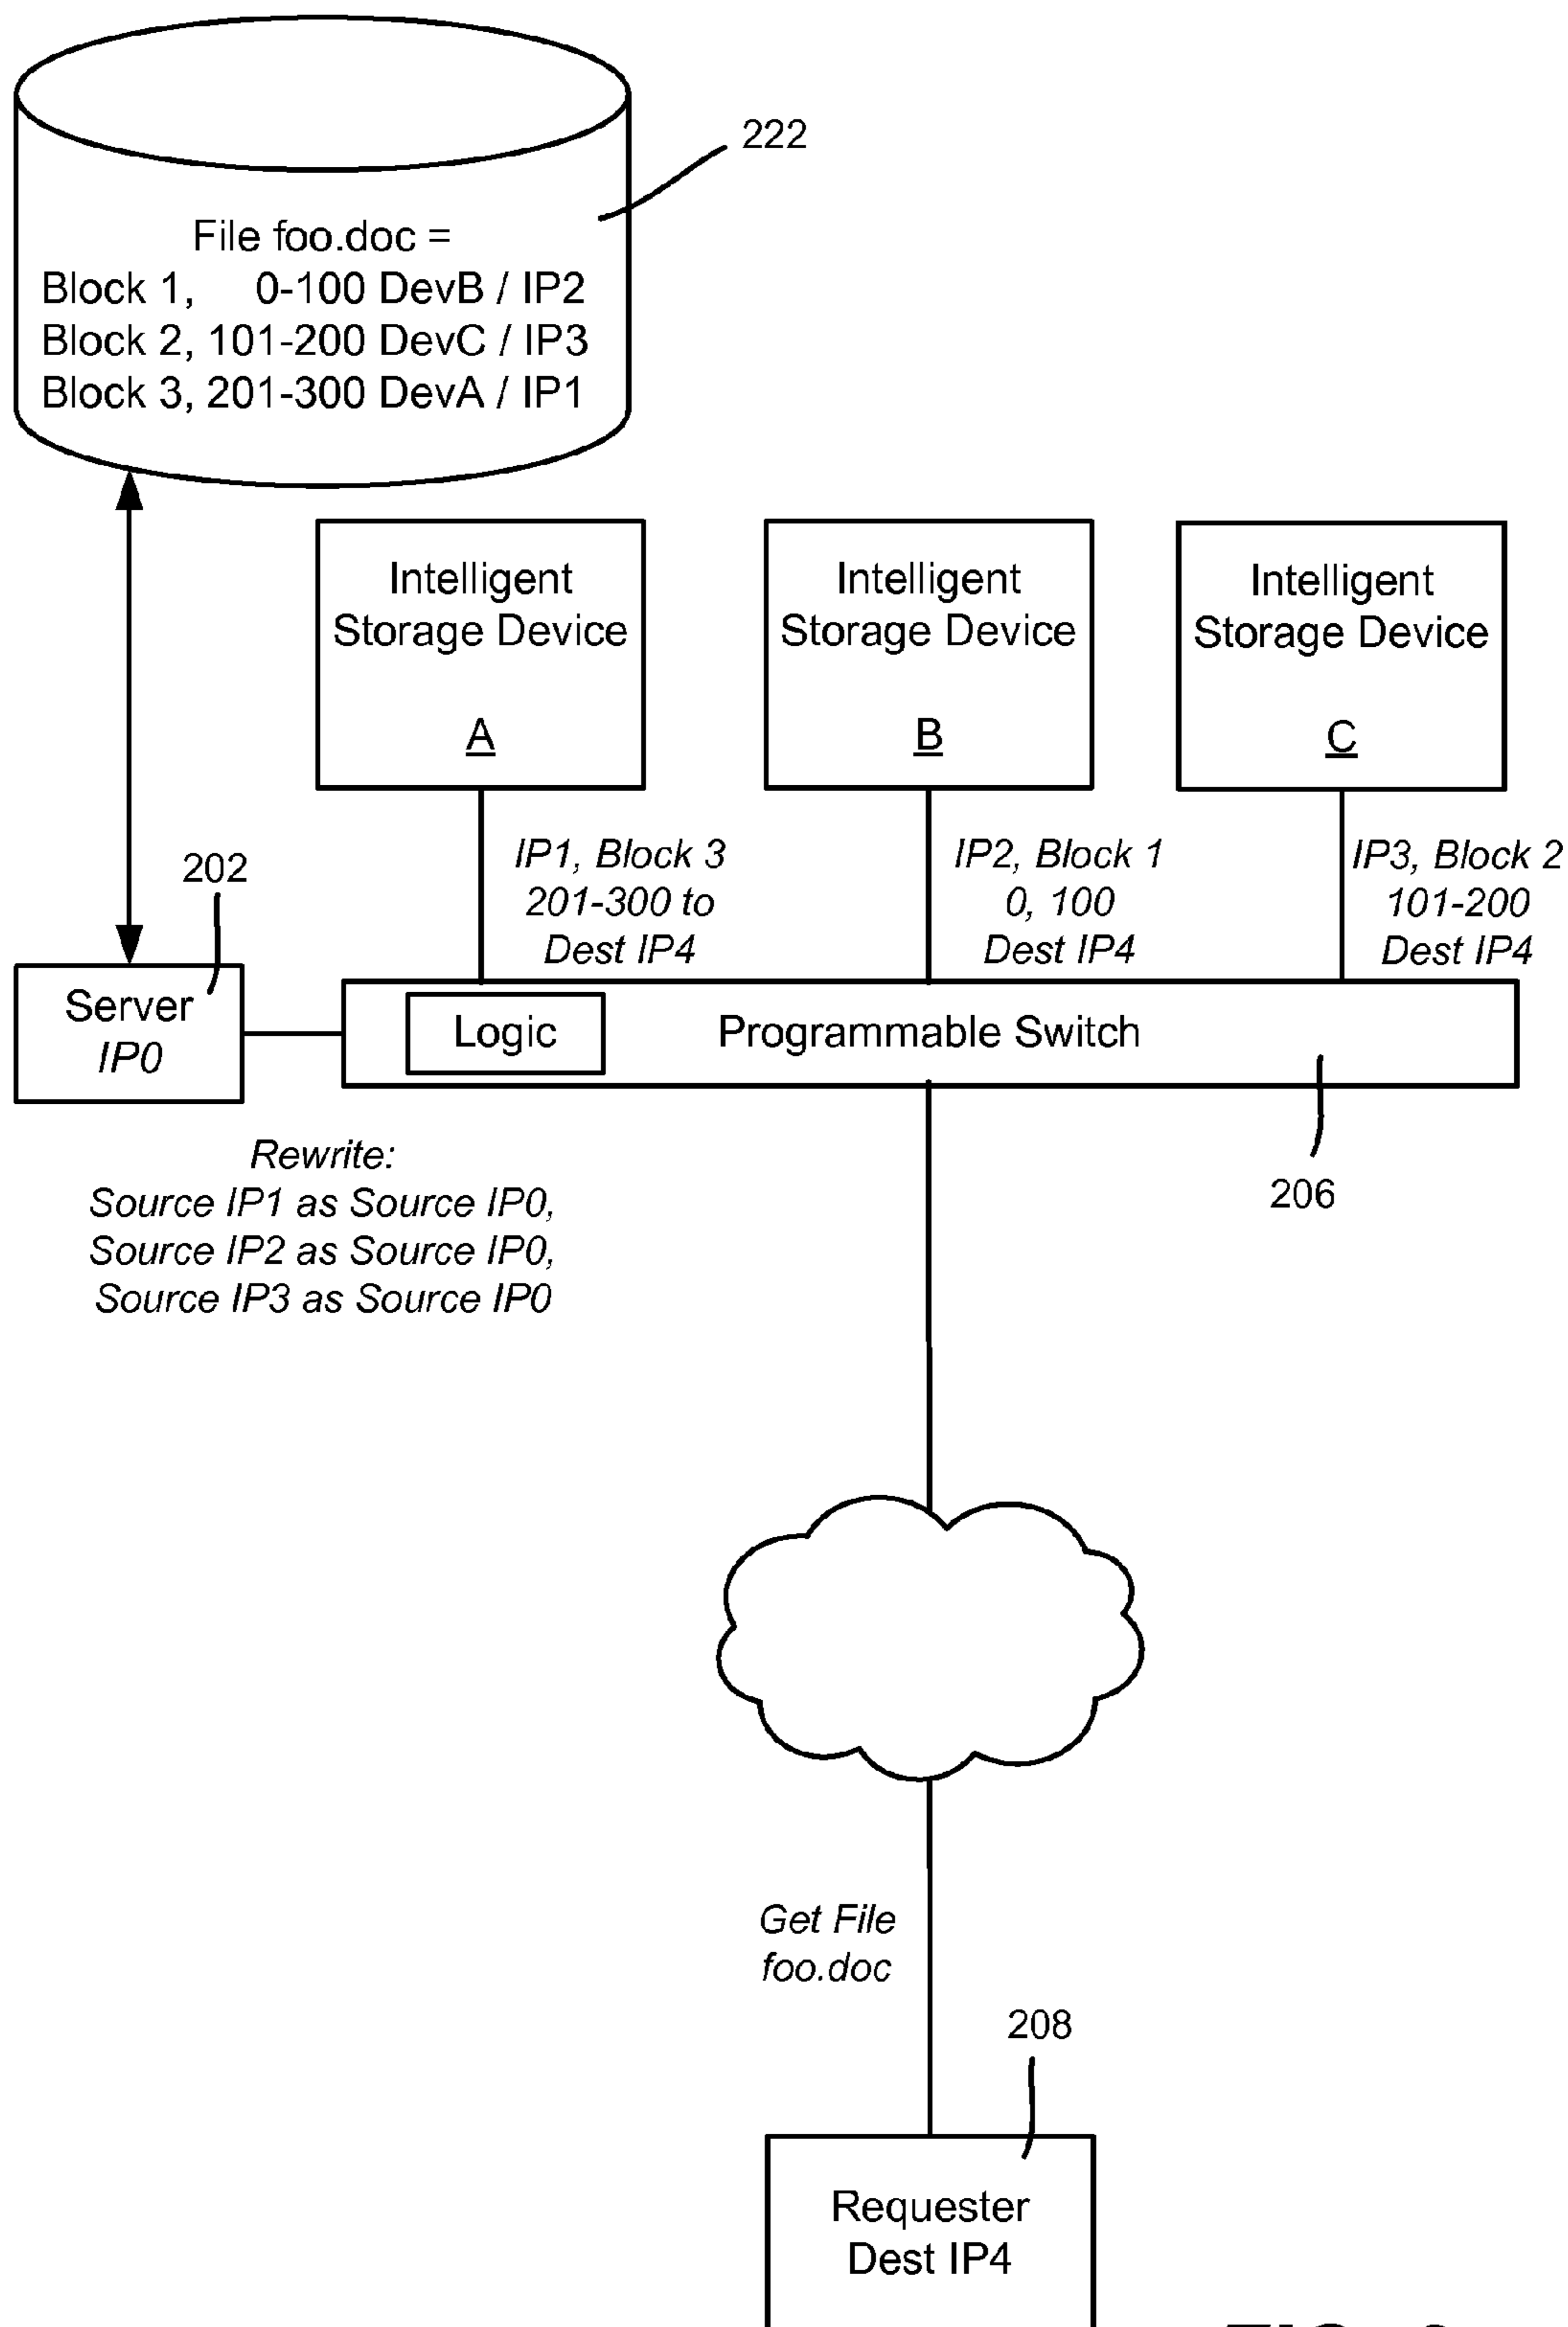 222
File foo.doc =
Block 1, 0-100 DevB / IP2
Block 2, 101-200 DevC / IP3
Block 3, 201-300 DevA / IP1
Intelligent
Storage Device
A
Intelligent
Storage Device
B
Intelligent
Storage Device
C
202
IP1, Block 3
201-300 to
Dest IP4
IP2, Block 1
0, 100
Dest IP4
IP3, Block 2
101-200
Dest IP4
Server
IP0
Logic
Programmable Switch
206
Rewrite:
Source IP1 as Source IP0,
Source IP2 as Source IP0,
Source IP3 as Source IP0
Get File
foo.doc
208
Requester
Dest IP4